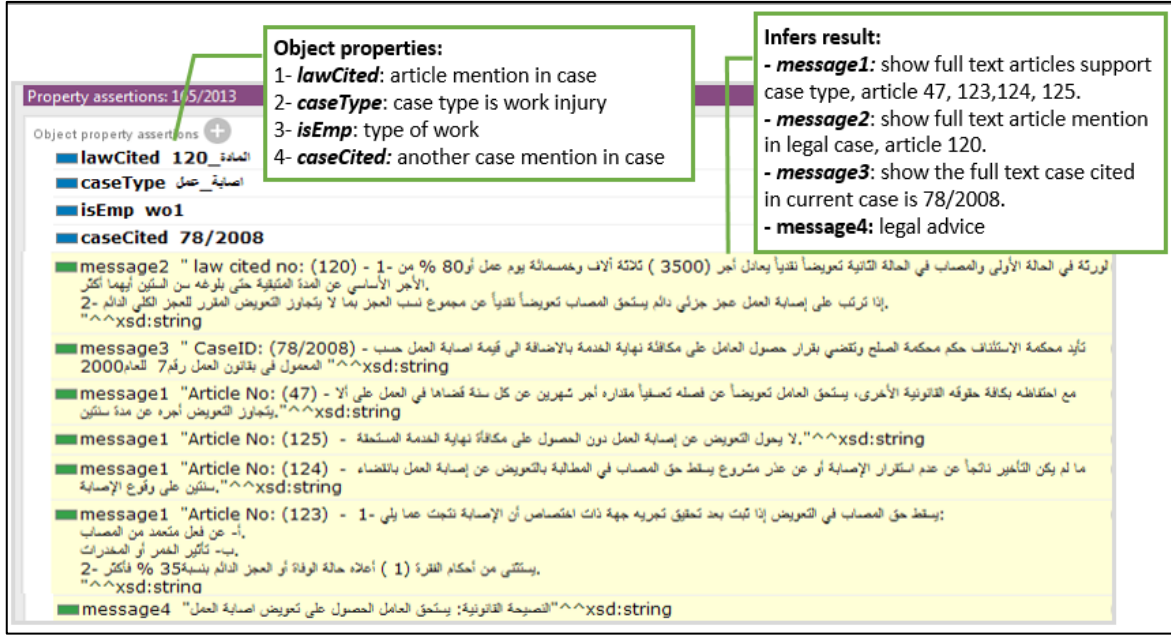 Object properties:
1- lawCited: article mention in case
2- caseType: case type is work injury
3- isEmp: type of work
4- caseCited: another case mention in case
Infers result:
- message1: show full text articles support
case type, article 47, 123,124, 125.
- message2: show full text article mention
in legal case, article 120.
- message3: show the full text case cited
in current case is 78/2008.
- message4: legal advice
Property assertions: 165/2013
Object property assertions
lawCited المادة_120
caseType اصابة_عمل
isEmp wo1
caseCited 78/2008
message2 " law cited no: (120) - 1- الورثة في الحالة الأولى والمصاب في الحالة الثانية تعويضاً نقدياً يعادل أجر (3500 ) ثلاثة ألاف وخمسمائة يوم عمل أو80 % من
الأجر الأساسي عن المدة المتبقية حتى بلوغه سن الستين أيهما أكثر.
2- إذا ترتب على إصابة العمل عجز جزئي دائم يستحق المصاب تعويضاً نقدياً عن مجموع نسب العجز بما لا يتجاوز التعويض المقرر للعجز الكلي الدائم.
"^^xsd:string
message3 " CaseID: (78/2008) - تأيد محكمة الاستئناف حكم محكمة الصلح وتقضي بقرار حصول العامل على مكافئة نهاية الخدمة بالاضافة الى قيمة اصابة العمل حسب
المعمول في بقانون العمل رقم7 للعام2000 "^^xsd:string
message1 "Article No: (47) - مع احتفاظه بكافة حقوقه القانونية الأخرى، يستحق العامل تعويضاً عن فصله تعسفياً مقداره أجر شهرين عن كل سنة قضاها في العمل على ألا
يتجاوز التعويض أجره عن مدة سنتين."^^xsd:string
message1 "Article No: (125) - لا يحول التعويض عن إصابة العمل دون الحصول على مكافأة نهاية الخدمة المستحقة."^^xsd:string
message1 "Article No: (124) - ما لم يكن التأخير ناتجاً عن عدم استقرار الإصابة أو عن عذر مشروع يسقط حق المصاب في المطالبة بالتعويض عن إصابة العمل بانقضاء
سنتين على وقوع الإصابة."^^xsd:string
message1 "Article No: (123) - 1- يسقط حق المصاب في التعويض إذا ثبت بعد تحقيق تجريه جهة ذات اختصاص أن الإصابة نتجت عما يلي:
أ- عن فعل متعمد من المصاب.
ب- تأثير الخمر أو المخدرات.
2- يستثنى من أحكام الفقرة (1 ) أعلاه حالة الوفاة أو العجز الدائم بنسبة35 % فأكثر.
"^^xsd:string
message4 "النصيحة القانونية: يستحق العامل الحصول على تعويض اصابة العمل"^^xsd:string